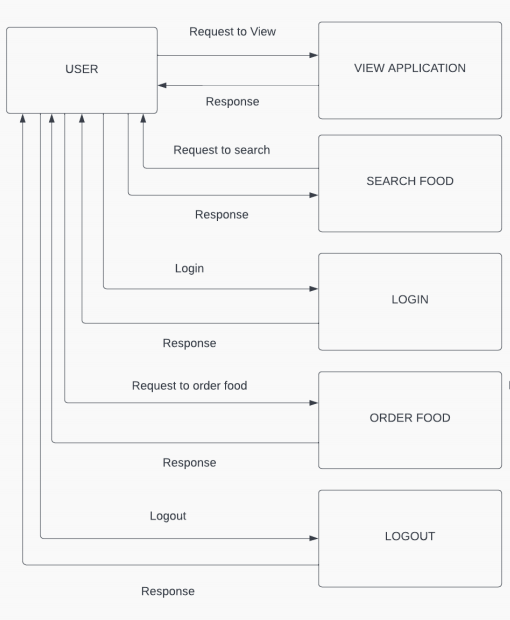 Request to View
USER
VIEW APPLICATION
Response
Request to search
SEARCH FOOD
Response
Login
LOGIN
Response
Request to order food
ORDER FOOD
Response
Logout
LOGOUT
Response